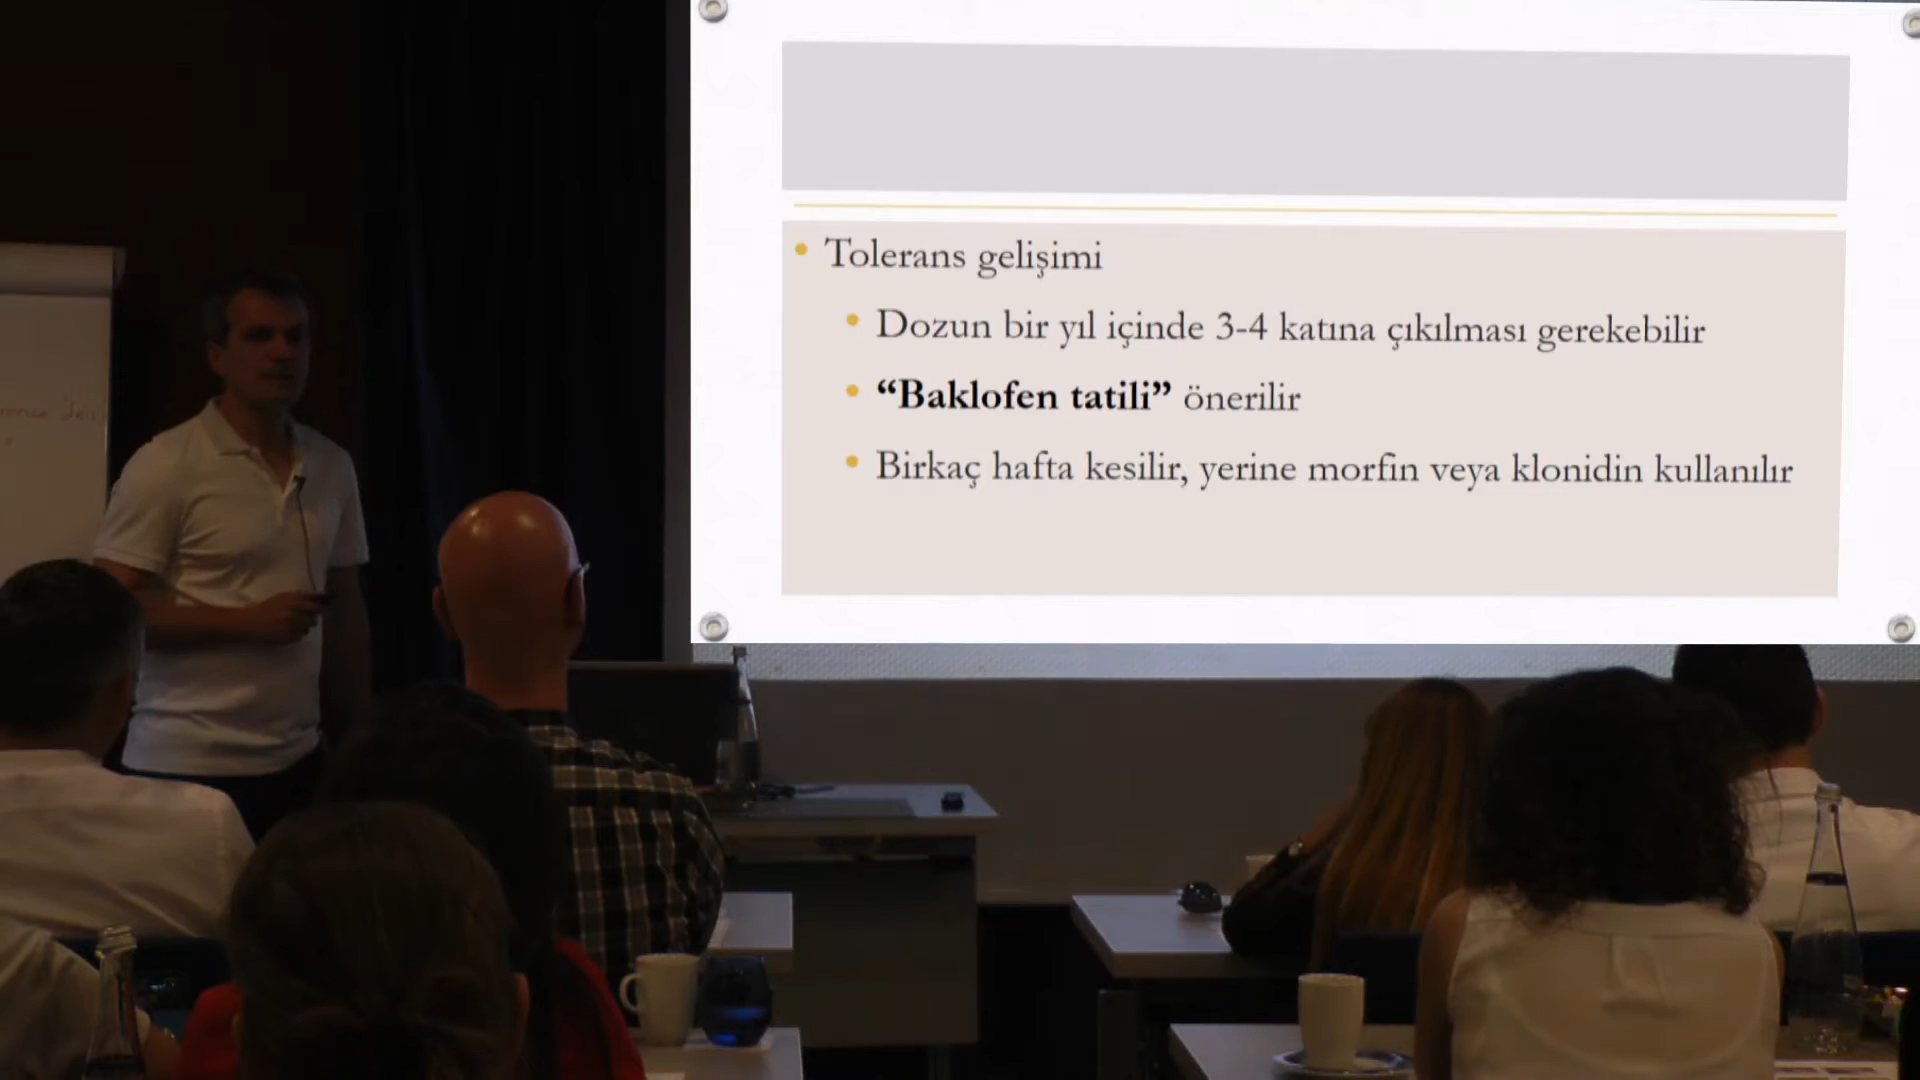 Tolerans gelişimi
Dozun bir yıl içinde 3-4 katına çıkılması gerekebilir
“Baklofen tatili” önerilir
Birkaç hafta kesilir, yerine morfin veya klonidin kullanılır